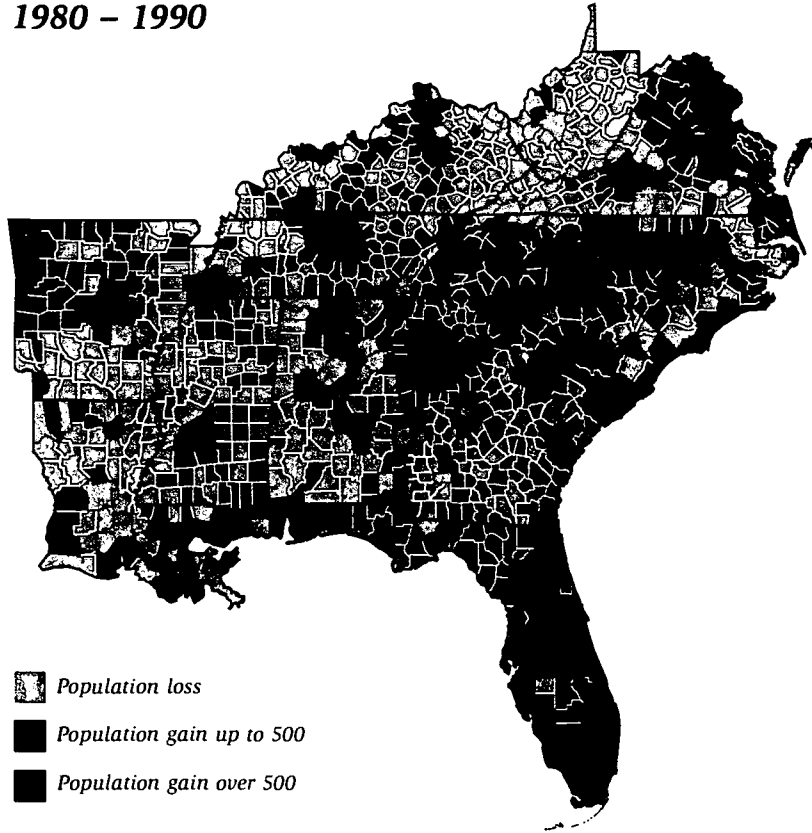 1980 – 1990
Population loss
Population gain up to 500
Population gain over 500